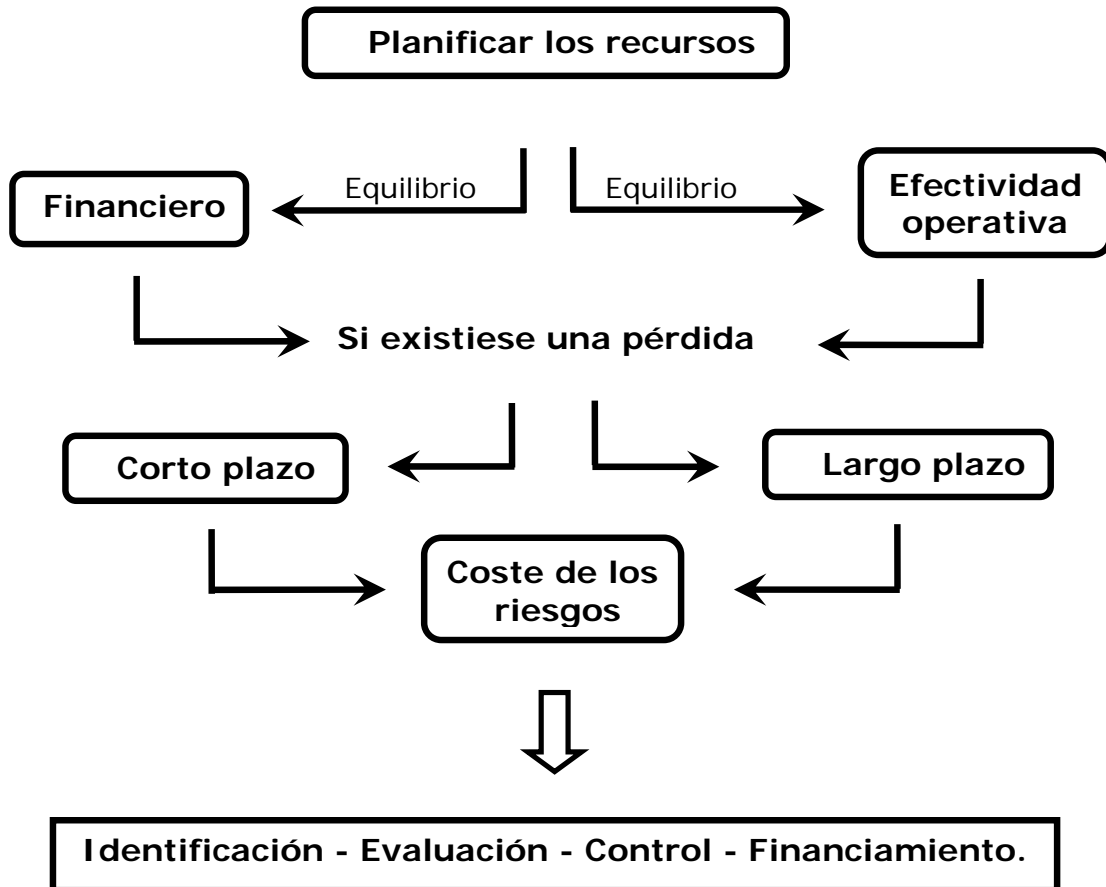 Planificar los recursos
Equilibrio
Equilibrio
Financiero
Efectividad
operativa
Si existiese una pérdida
Corto plazo
Largo plazo
Coste de los
riesgos
Identificación - Evaluación - Control - Financiamiento.